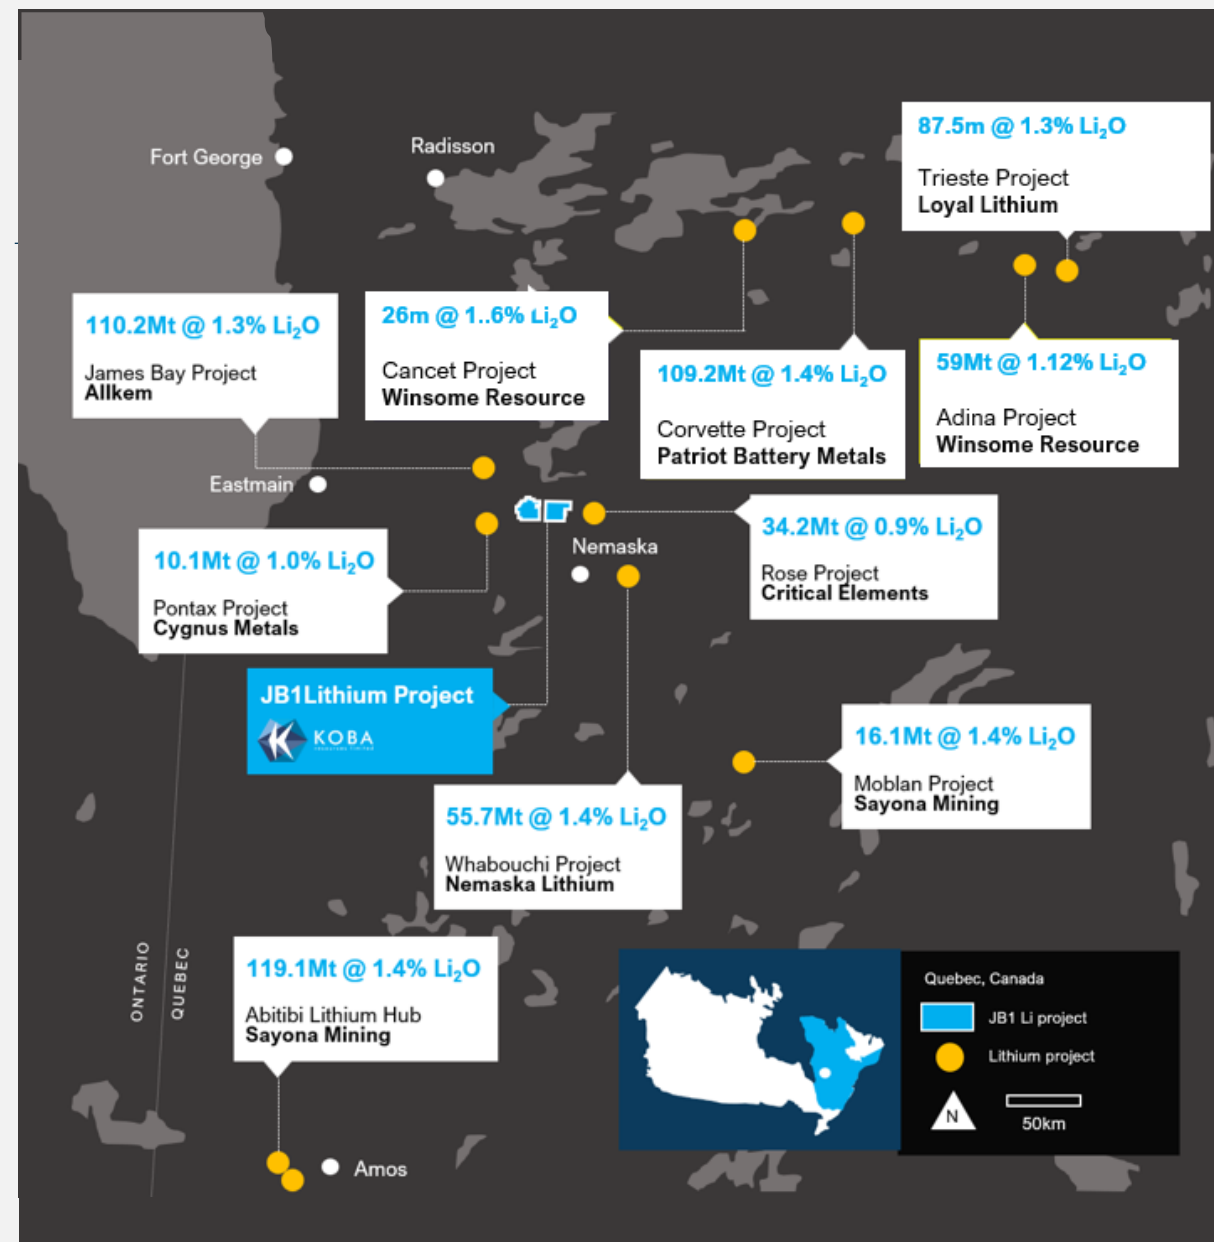 87.5m @ 1.3% Li₂O
Trieste Project
Loyal Lithium
Fort George
Radisson
110.2Mt @ 1.3% Li₂O
James Bay Project
Allkem
26m @ 1..6% Li₂O
Cancet Project
Winsome Resource
109.2Mt @ 1.4% Li₂O
Corvette Project
Patriot Battery Metals
59Mt @ 1.12% Li₂O
Adina Project
Winsome Resource
Eastmain
10.1Mt @ 1.0% Li₂O
Pontax Project
Cygnus Metals
Nemaska
34.2Mt @ 0.9% Li₂O
Rose Project
Critical Elements
JB1Lithium Project
KOBA
16.1Mt @ 1.4% Li₂O
Moblan Project
Sayona Mining
55.7Mt @ 1.4% Li₂O
Whabouchi Project
Nemaska Lithium
ONTARIO
QUEBEC
119.1Mt @ 1.4% Li₂O
Abitibi Lithium Hub
Sayona Mining
Amos
Quebec, Canada
JB1 Li project
Lithium project
N
50km